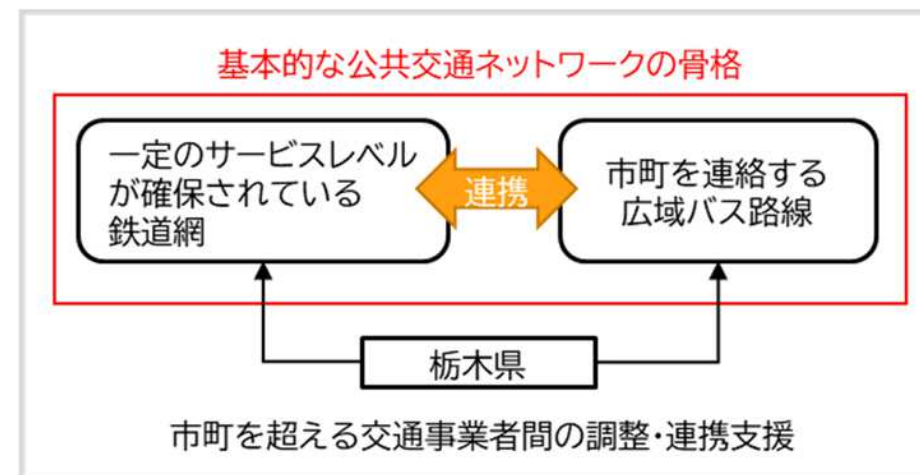 基本的な公共交通ネットワークの骨格
一定のサービスレベル
が確保されている
鉄道網
連携
市町を連絡する
広域バス路線
栃木県
市町を超える交通事業者間の調整・連携支援